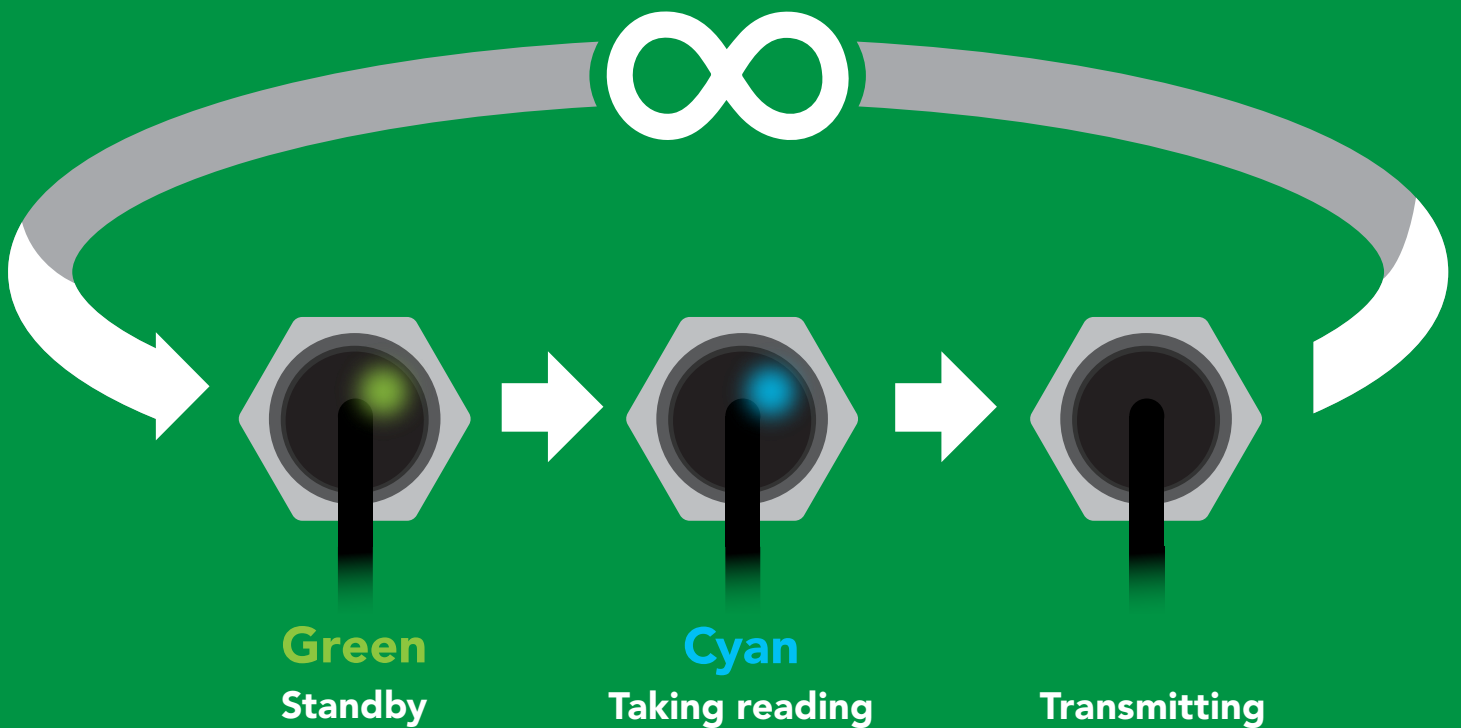 Green
Standby
Cyan
Taking reading
Transmitting